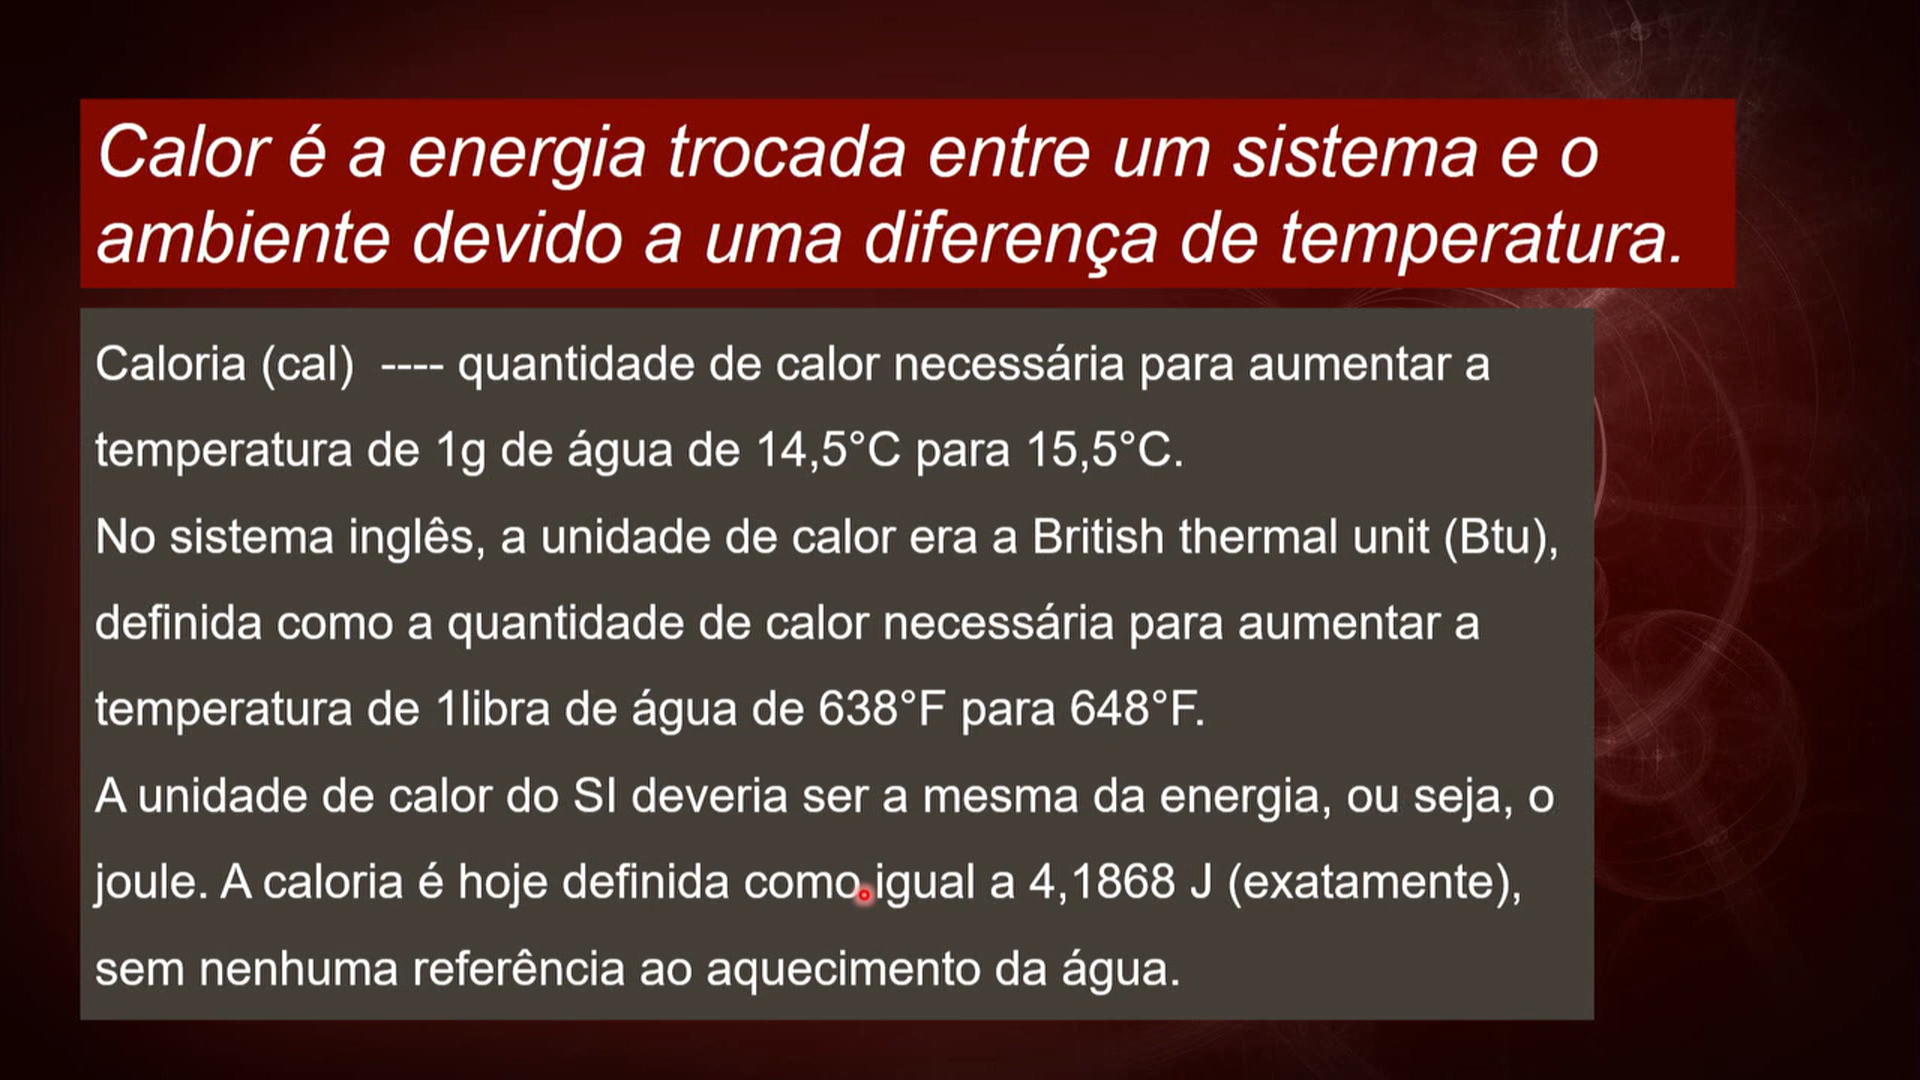 Calor é a energia trocada entre um sistema e o
ambiente devido a uma diferença de temperatura.
Caloria (cal)  ---- quantidade de calor necessária para aumentar a
temperatura de 1g de água de 14,5°C para 15,5°C.
No sistema inglês, a unidade de calor era a British thermal unit (Btu),
definida como a quantidade de calor necessária para aumentar a
temperatura de 1libra de água de 638°F para 648°F.
A unidade de calor do SI deveria ser a mesma da energia, ou seja, o
joule. A caloria é hoje definida como igual a 4,1868 J (exatamente),
sem nenhuma referência ao aquecimento da água.